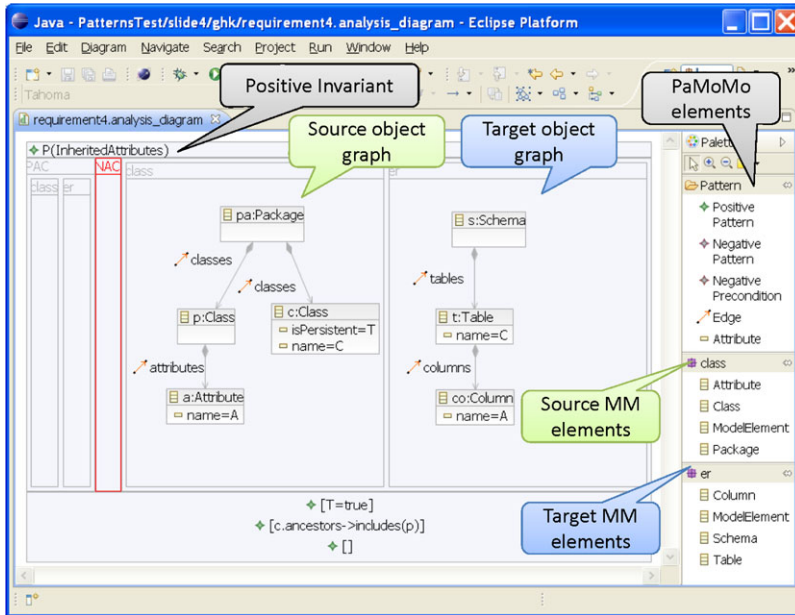 Java - PatternsTest/slide4/ghk/requirement4.analysis_diagram - Eclipse Platform
File Edit Diagram Navigate Search Project Run Window Help
Tahoma
Positive Invariant
PaMoMo
elements
requirement4.analysis_diagram
Source object
graph
Target object
graph
Palette
P(InheritedAttributes)
PAC
NAC
class
er
class
er
pa:Package
classes
classes
p:Class
c:Class
isPersistent=T
name=C
attributes
a:Attribute
name=A
s:Schema
tables
t:Table
name=C
columns
co:Column
name=A
[T=true]
[c.ancestors->includes(p)]
[]
Pattern
Positive
Pattern
Negative
Pattern
Negative
Precondition
Edge
Attribute
class
Attribute
Class
ModelElement
Package
er
Column
ModelElement
Schema
Table
Source MM
elements
Target MM
elements